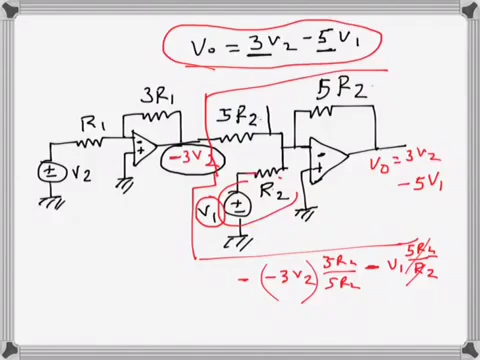 V₀ = 3V₂ - 5V₁
3R₁
5R₂
5R₂
R₁
-3V₂
V₂
R₂
V₁
V₀ = 3V₂
- 5V₁
- (-3V₂) 5R₂/5R₂ - V₁ 5R₂/R₂